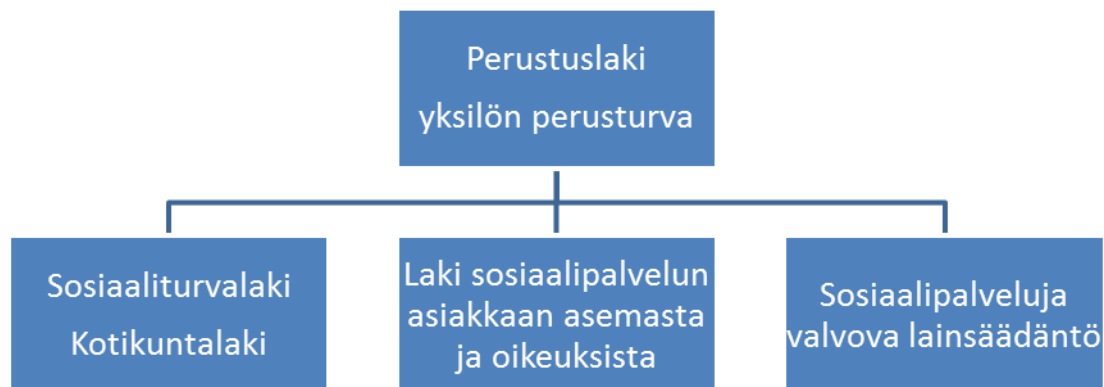 Perustuslaki
yksilön perusturva
Sosiaaliturvalaki
Kotikuntalaki
Laki sosiaalipalvelun
asiakkaan asemasta
ja oikeuksista
Sosiaalipalveluja
valvova lainsäädäntö